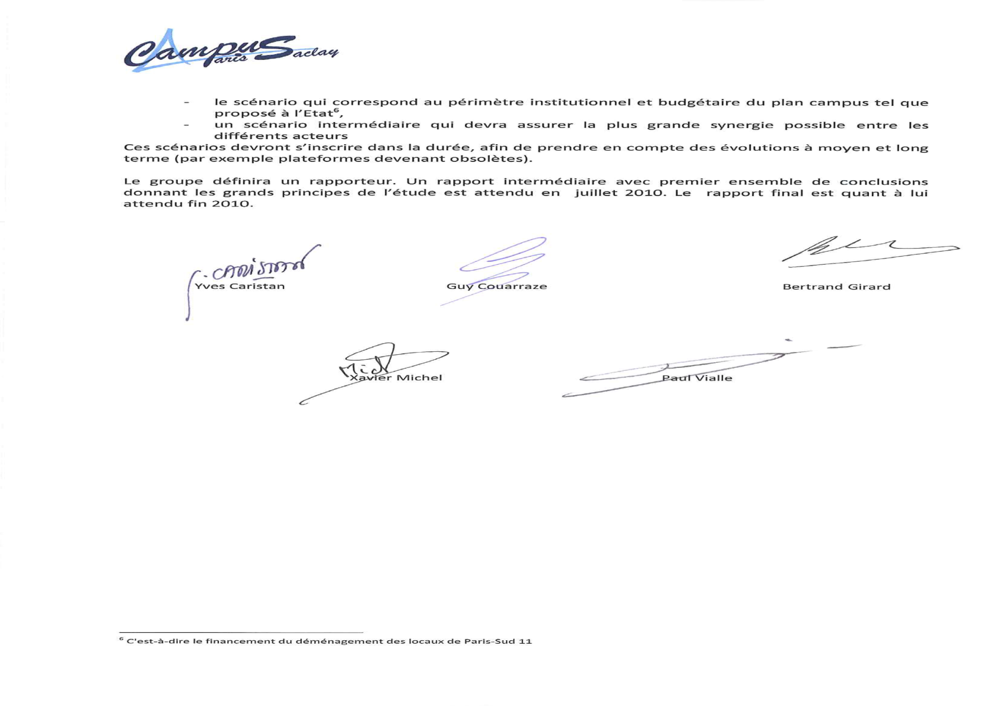 Campus
Paris Saclay
- le scénario qui correspond au périmètre institutionnel et budgétaire du plan campus tel que
proposé à l'Etat⁶,
- un scénario intermédiaire qui devra assurer la plus grande synergie possible entre les
différents acteurs
Ces scénarios devront s'inscrire dans la durée, afin de prendre en compte des évolutions à moyen et long
terme (par exemple plateformes devenant obsolètes).
Le groupe définira un rapporteur. Un rapport intermédiaire avec premier ensemble de conclusions
donnant les grands principes de l'étude est attendu en juillet 2010. Le rapport final est quant à lui
attendu fin 2010.
Yves Caristan Guy Couarraze Bertrand Girard
Xavier Michel Paul Vialle
⁶ C'est-à-dire le financement du déménagement des locaux de Paris-Sud 11